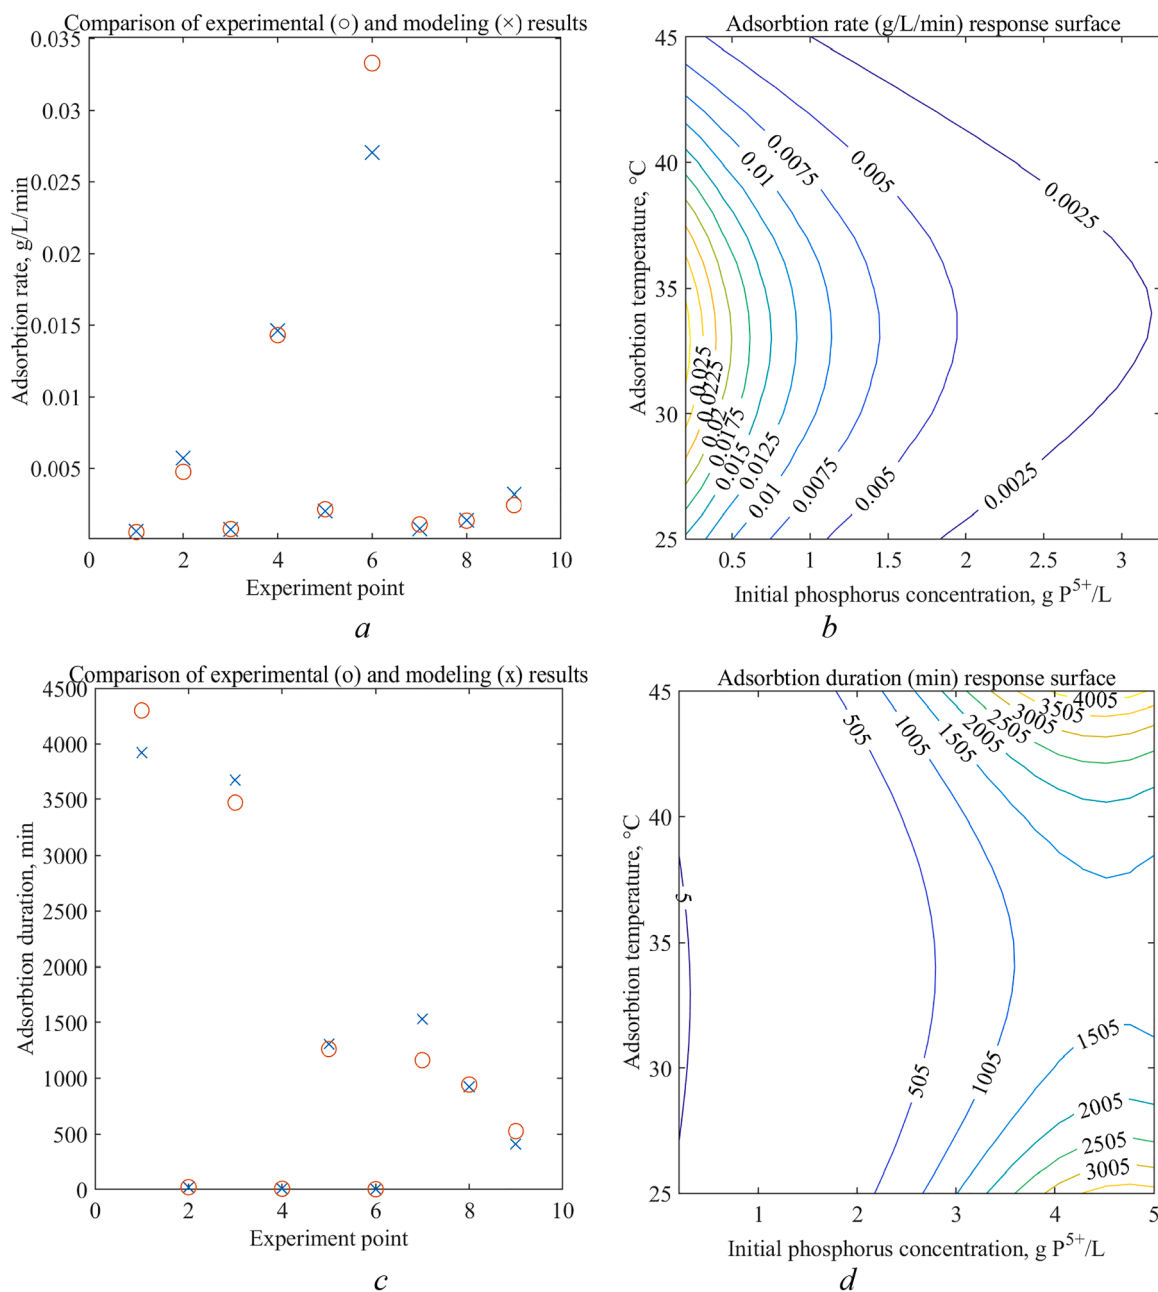 Comparison of experimental (○) and modeling (×) results
Adsorbtion rate, g/L/min
0.035
0.03
0.025
0.02
0.015
0.01
0.005
0 2 4 6 8 10
Experiment point
a
Adsorbtion rate (g/L/min) response surface
Adsorbtion temperature, °C
45
40
35
30
25
0.01
0.0075
0.005
0.0025
0.025
0.0225
0.02
0.0175
0.015
0.0125
0.01
0.0075
0.005
0.0025
0.5 1 1.5 2 2.5 3
Initial phosphorus concentration, g P⁵⁺/L
b
Comparison of experimental (o) and modeling (x) results
Adsorbtion duration, min
4500
4000
3500
3000
2500
2000
1500
1000
500
0
0 2 4 6 8 10
Experiment point
c
Adsorbtion duration (min) response surface
Adsorbtion temperature, °C
45
40
35
30
25
5
505
1005
1505
2005
2505
3005
3505
4005
505
1005
1505
2005
2505
3005
1 2 3 4 5
Initial phosphorus concentration, g P⁵⁺/L
d